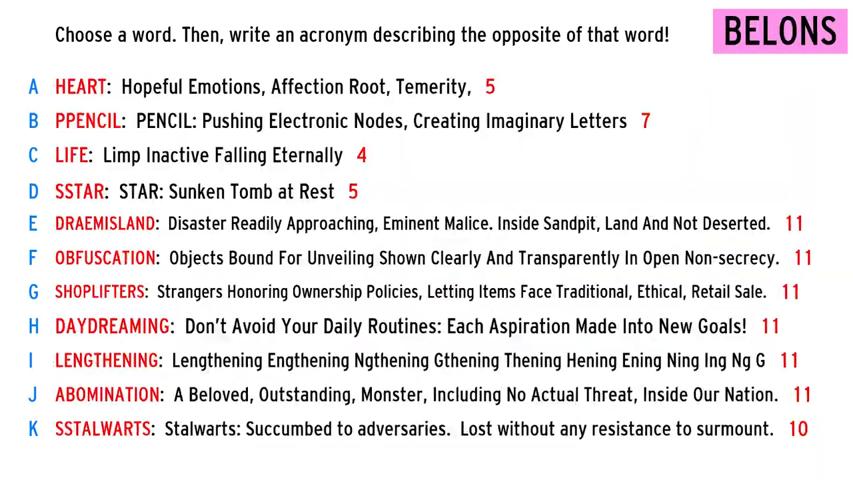 Choose a word. Then, write an acronym describing the opposite of that word!
BELONS
A HEART: Hopeful Emotions, Affection Root, Temerity, 5
B PPENCIL: PENCIL: Pushing Electronic Nodes, Creating Imaginary Letters 7
C LIFE: Limp Inactive Falling Eternally 4
D SSTAR: STAR: Sunken Tomb at Rest 5
E DRAEMISLAND: Disaster Readily Approaching, Eminent Malice. Inside Sandpit, Land And Not Deserted. 11
F OBFUSCATION: Objects Bound For Unveiling Shown Clearly And Transparently In Open Non-secrecy. 11
G SHOPLIFTERS: Strangers Honoring Ownership Policies, Letting Items Face Traditional, Ethical, Retail Sale. 11
H DAYDREAMING: Don't Avoid Your Daily Routines: Each Aspiration Made Into New Goals! 11
I LENGTHENING: Lengthening Engthening Ngthening Gthening Thening Hening Ening Ning Ing Ng G 11
J ABOMINATION: A Beloved, Outstanding, Monster, Including No Actual Threat, Inside Our Nation. 11
K SSTALWARTS: Stalwarts: Succumbed to adversaries. Lost without any resistance to surmount. 10